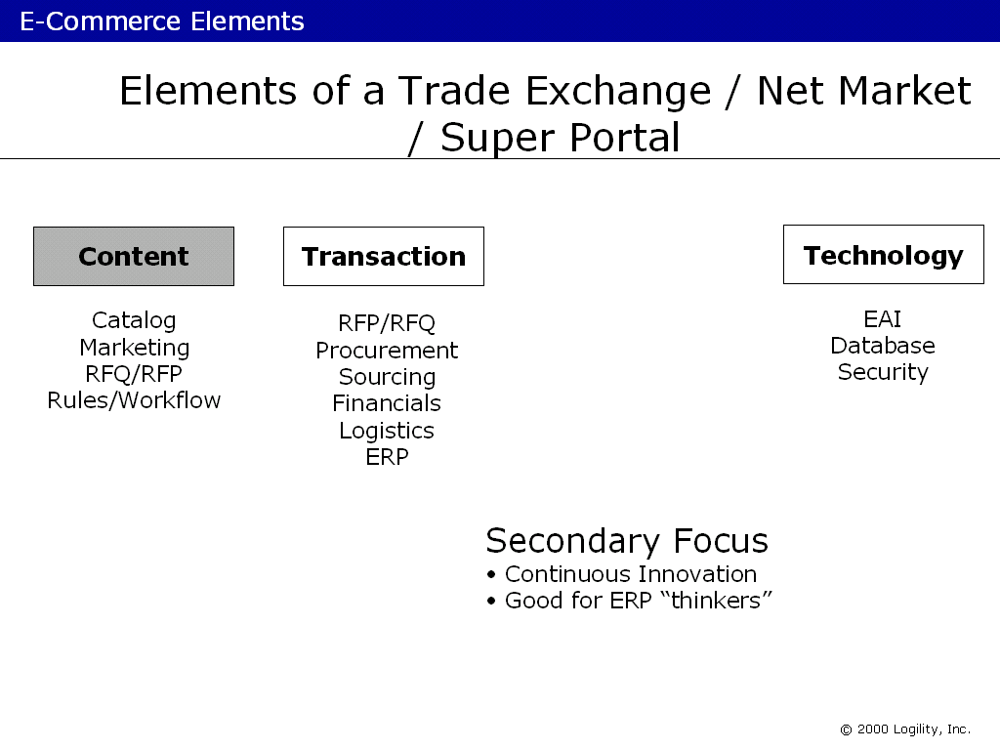 E-Commerce Elements
Elements of a Trade Exchange / Net Market
/ Super Portal
Content
Catalog
Marketing
RFQ/RFP
Rules/Workflow
Transaction
RFP/RFQ
Procurement
Sourcing
Financials
Logistics
ERP
Technology
EAI
Database
Security
Secondary Focus
• Continuous Innovation
• Good for ERP “thinkers”
© 2000 Logility, Inc.